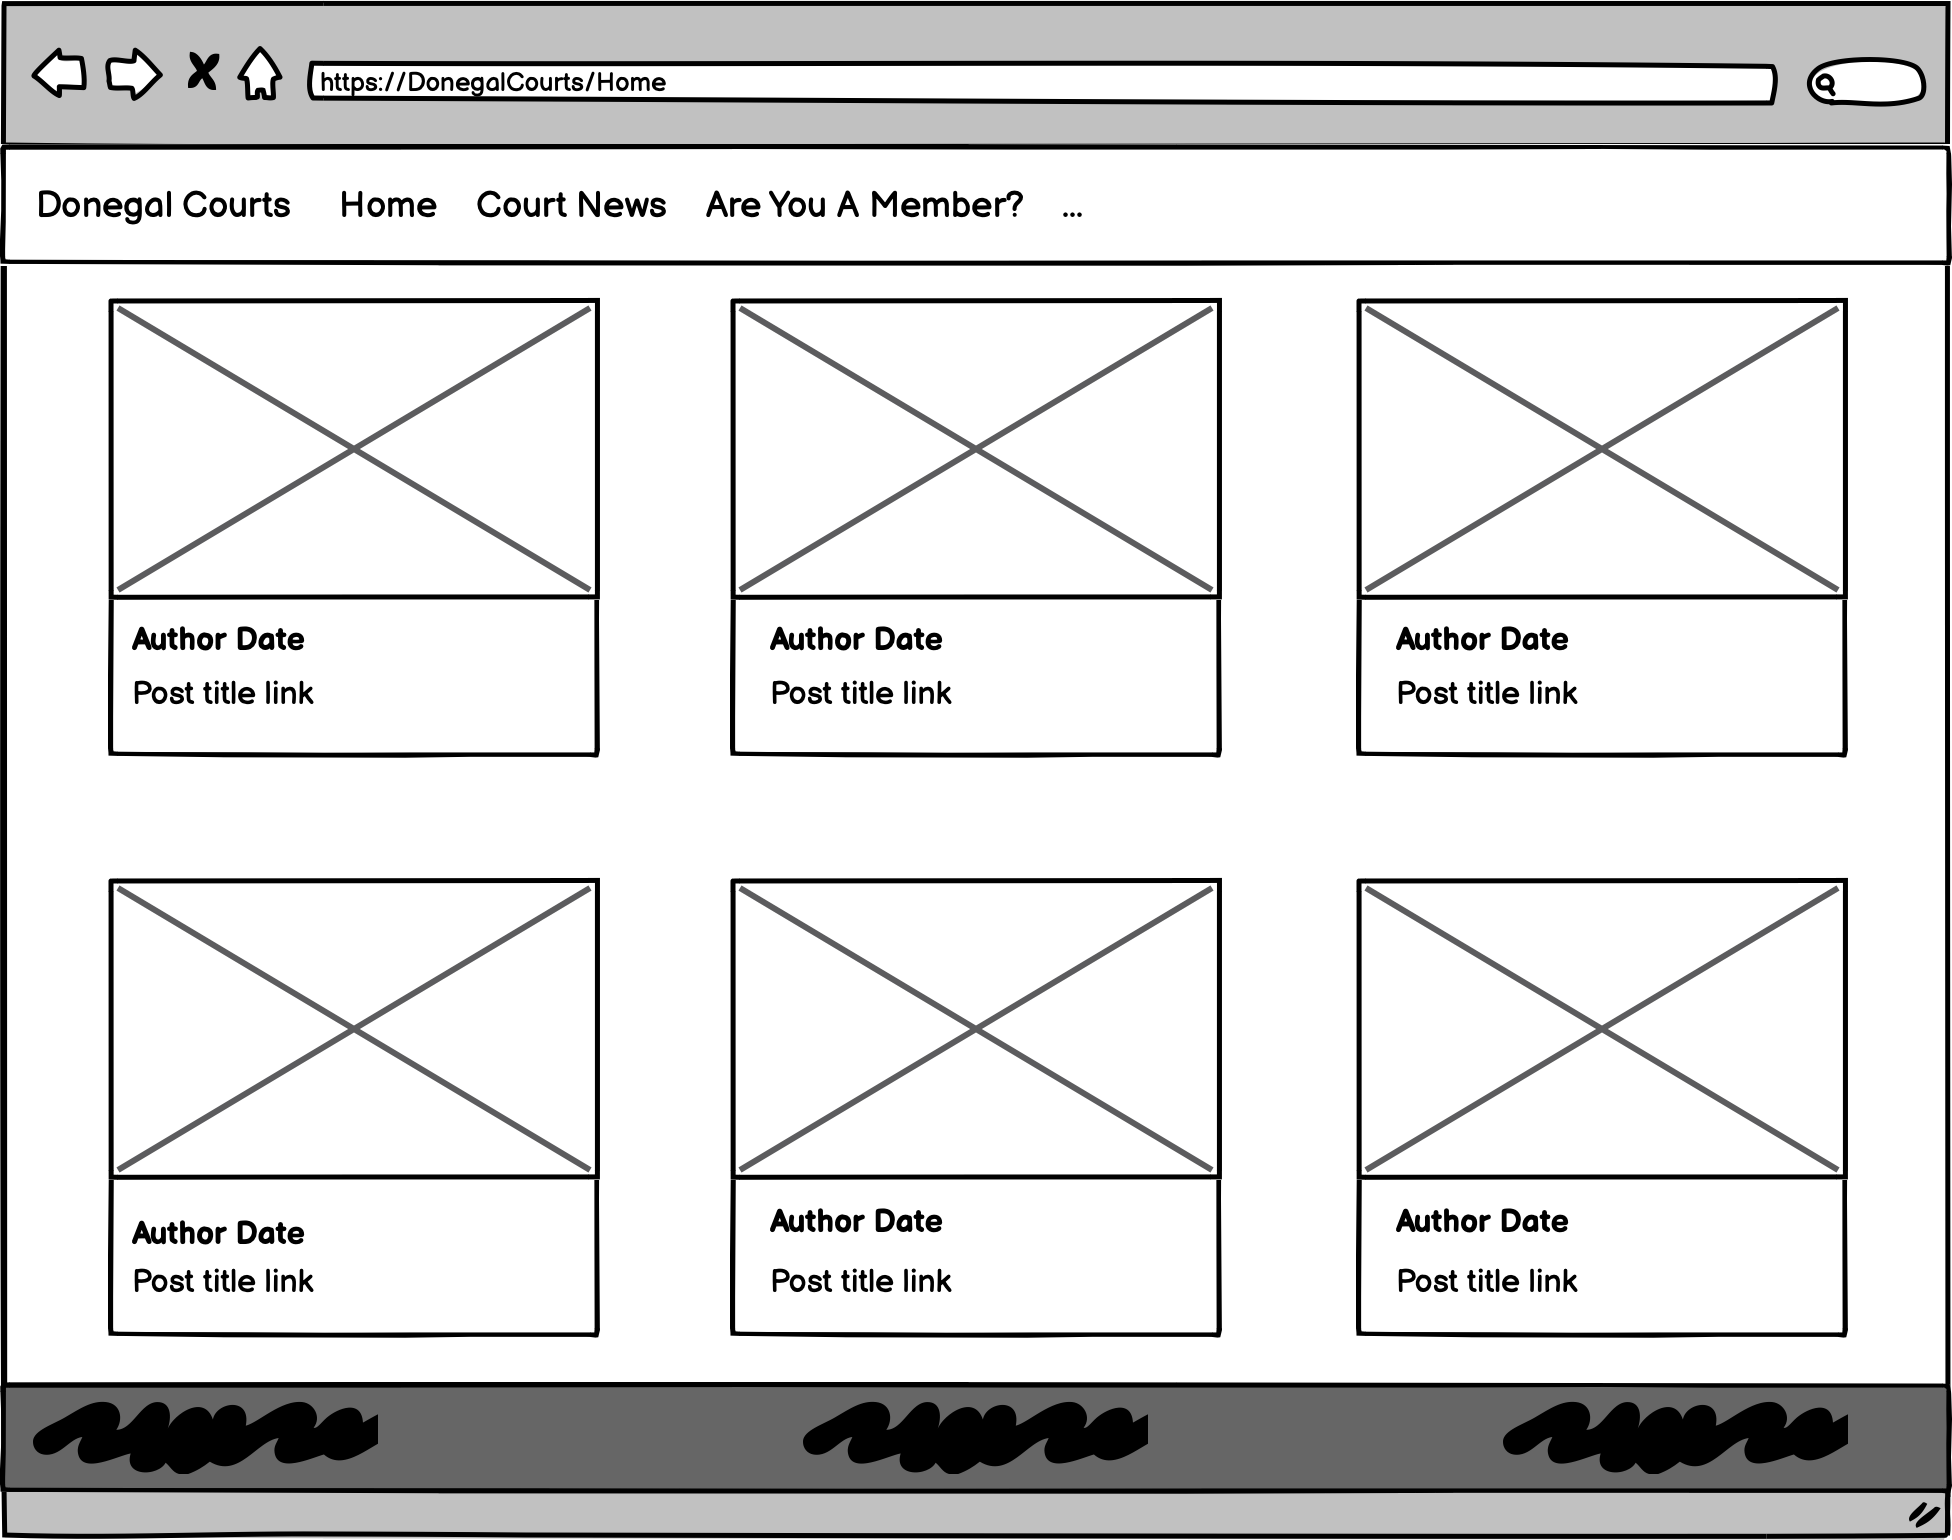 https://DonegalCourts/Home
Donegal Courts Home Court News Are You A Member? ...
Author Date Author Date Author Date
Post title link Post title link Post title link
Author Date Author Date Author Date
Post title link Post title link Post title link